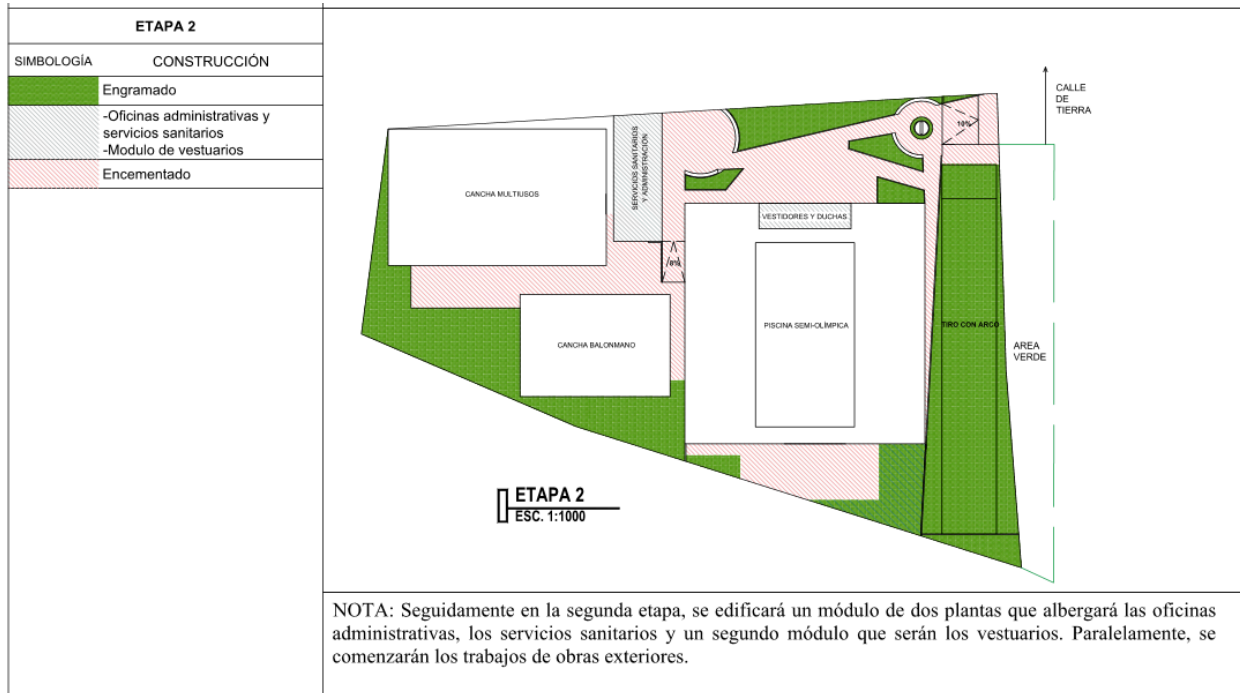 ETAPA 2
SIMBOLOGÍA CONSTRUCCIÓN
Engramado
-Oficinas administrativas y
servicios sanitarios
-Modulo de vestuarios
Encementado
CALLE
DE
TIERRA
10%
SERVICIOS SANITARIOS
Y ADMINISTRACIÓN
CANCHA MULTIUSOS
VESTIDORES Y DUCHAS
8%
PISCINA SEMI-OLÍMPICA
TIRO CON ARCO
CANCHA BALONMANO
AREA
VERDE
ETAPA 2
ESC. 1:1000
NOTA: Seguidamente en la segunda etapa, se edificará un módulo de dos plantas que albergará las oficinas
administrativas, los servicios sanitarios y un segundo módulo que serán los vestuarios. Paralelamente, se
comenzarán los trabajos de obras exteriores.